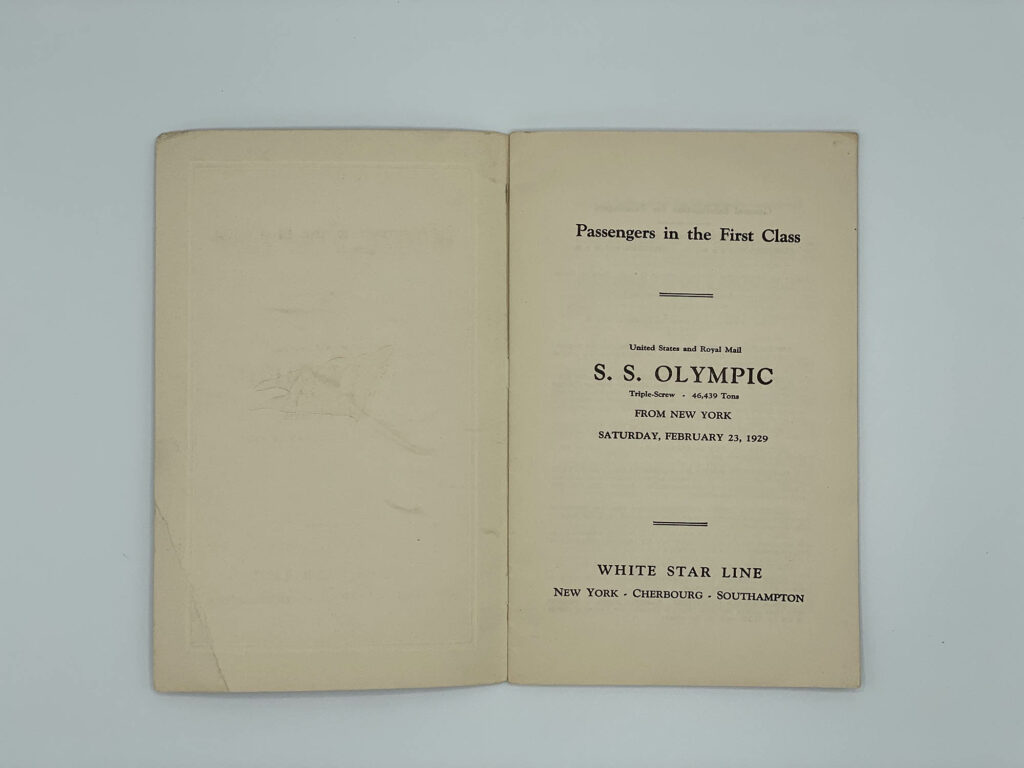 Passengers in the First Class
United States and Royal Mail
S. S. OLYMPIC
Triple-Screw - 46,439 Tons
FROM NEW YORK
SATURDAY, FEBRUARY 23, 1929
WHITE STAR LINE
NEW YORK - CHERBOURG - SOUTHAMPTON